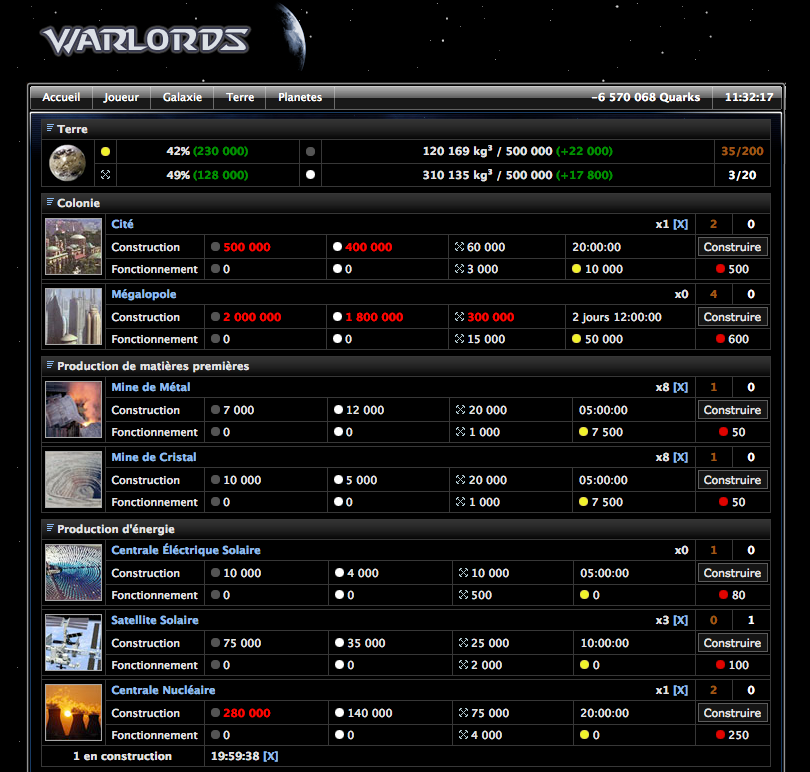 WARLORDS
Accueil Joueur Galaxie Terre Planetes -6 570 068 Quarks 11:32:17
Terre
42% (230 000) 120 169 kg³ / 500 000 (+22 000) 35/200
49% (128 000) 310 135 kg³ / 500 000 (+17 800) 3/20
Colonie
Cité x1 [X] 2 0
Construction 500 000 400 000 60 000 20:00:00 Construire
Fonctionnement 0 0 3 000 10 000 500
Mégalopole x0 4 0
Construction 2 000 000 1 800 000 300 000 2 jours 12:00:00 Construire
Fonctionnement 0 0 15 000 50 000 600
Production de matières premières
Mine de Métal x8 [X] 1 0
Construction 7 000 12 000 20 000 05:00:00 Construire
Fonctionnement 0 0 1 000 7 500 50
Mine de Cristal x8 [X] 1 0
Construction 10 000 5 000 20 000 05:00:00 Construire
Fonctionnement 0 0 1 000 7 500 50
Production d'énergie
Centrale Éléctrique Solaire x0 1 0
Construction 10 000 4 000 10 000 05:00:00 Construire
Fonctionnement 0 0 500 0 80
Satellite Solaire x3 [X] 0 1
Construction 75 000 35 000 25 000 10:00:00 Construire
Fonctionnement 0 0 2 000 0 100
Centrale Nucléaire x1 [X] 2 0
Construction 280 000 140 000 75 000 20:00:00 Construire
Fonctionnement 0 0 4 000 0 250
1 en construction 19:59:38 [X]